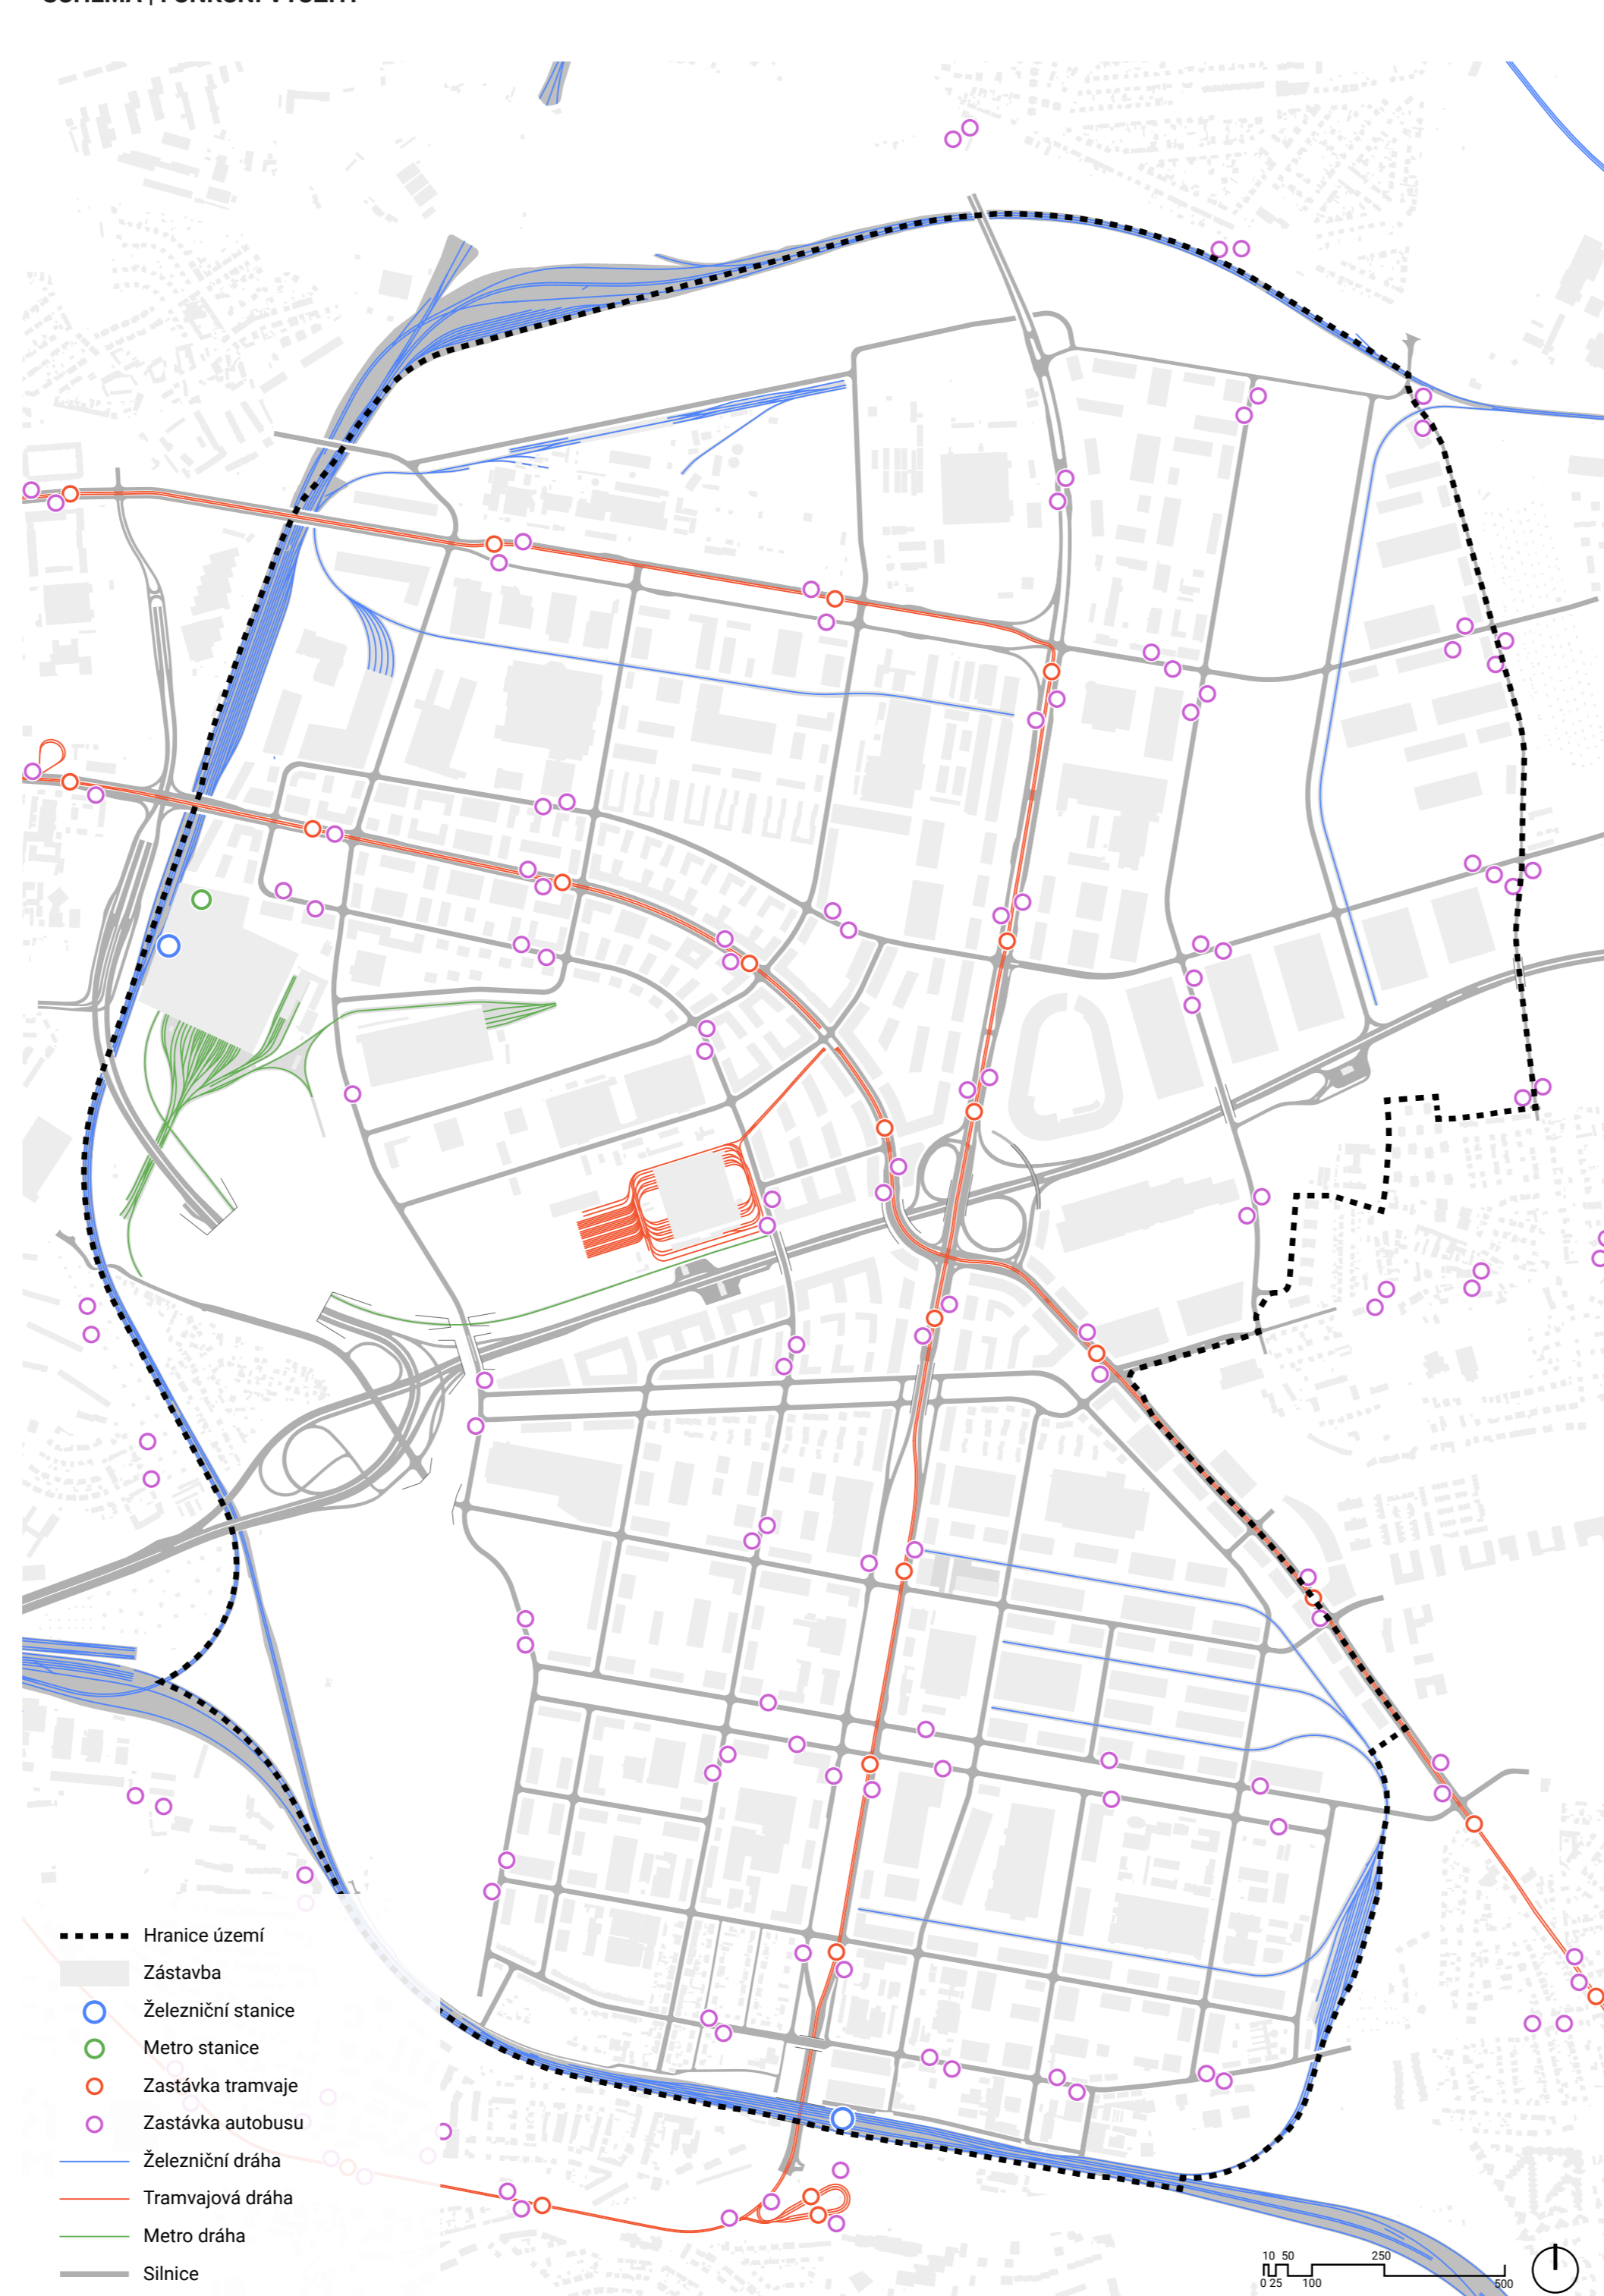 Hranice území
Zástavba
Železniční stanice
Metro stanice
Zastávka tramvaje
Zastávka autobusu
Železniční dráha
Tramvajová dráha
Metro dráha
Silnice
10 50 250
0 25 100 500